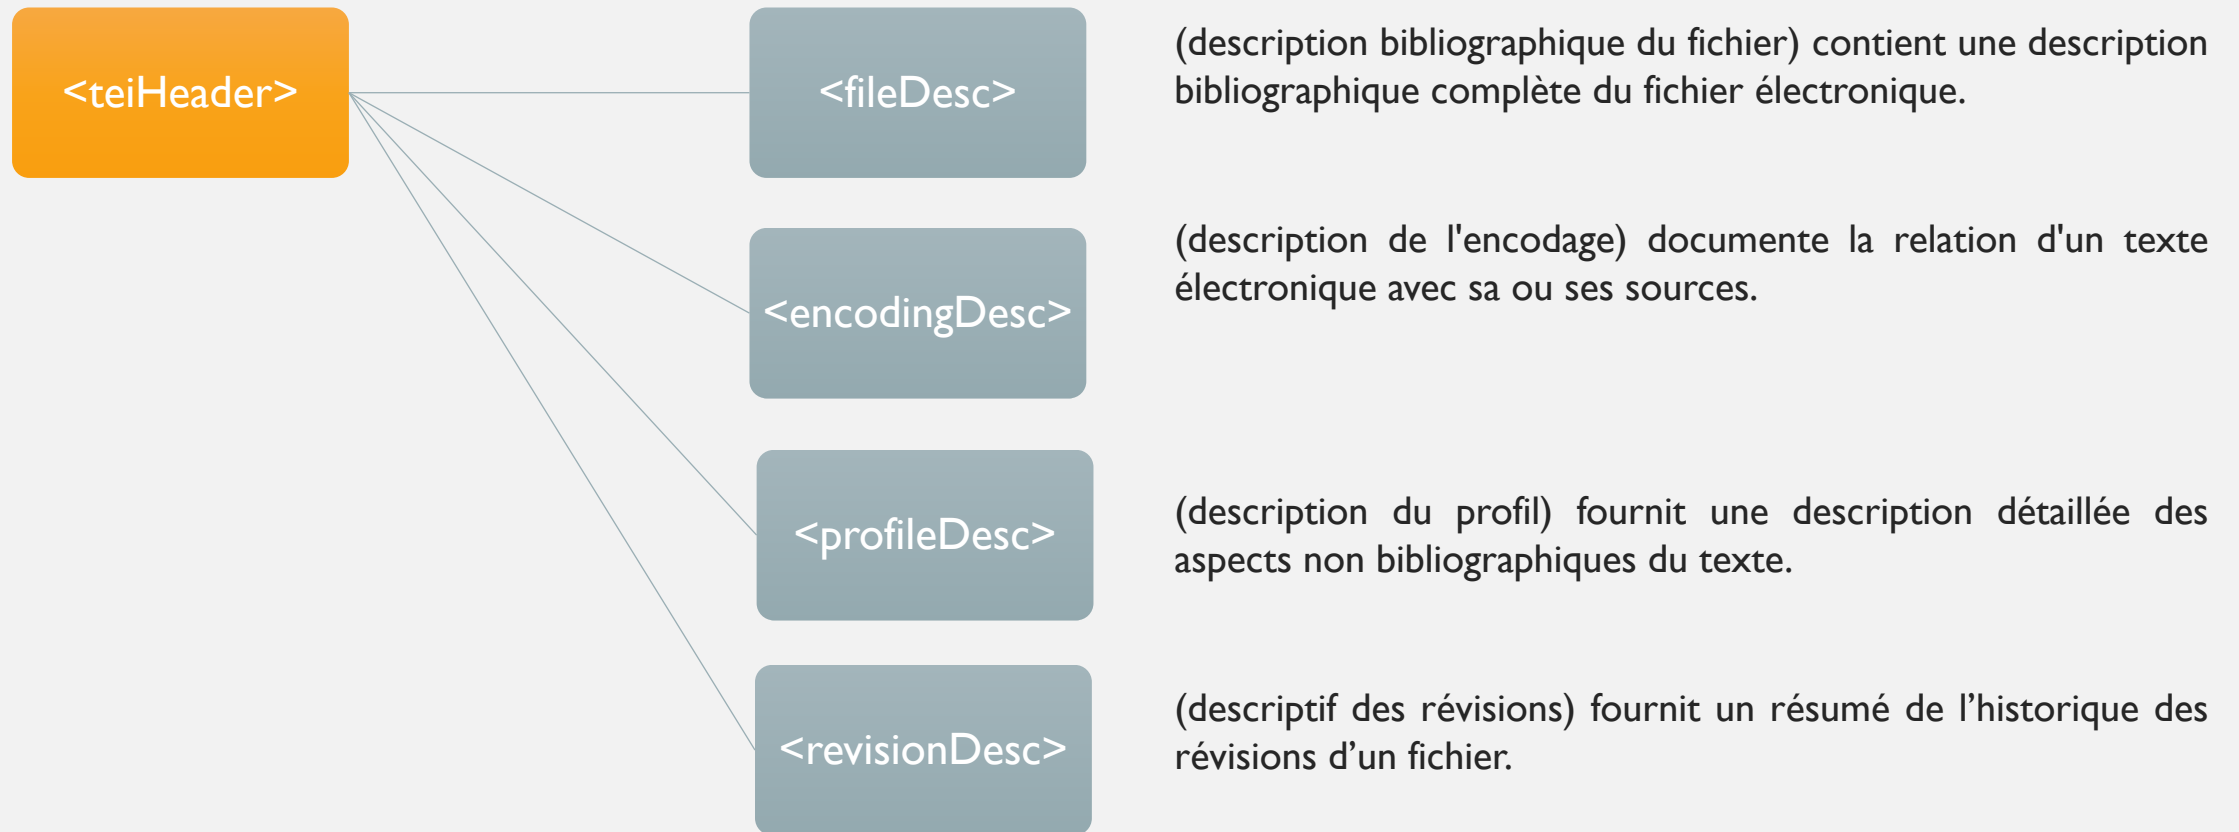 <teiHeader>
<fileDesc>
(description bibliographique du fichier) contient une description
bibliographique complète du fichier électronique.
<encodingDesc>
(description de l'encodage) documente la relation d'un texte
électronique avec sa ou ses sources.
<profileDesc>
(description du profil) fournit une description détaillée des
aspects non bibliographiques du texte.
<revisionDesc>
(descriptif des révisions) fournit un résumé de l’historique des
révisions d’un fichier.